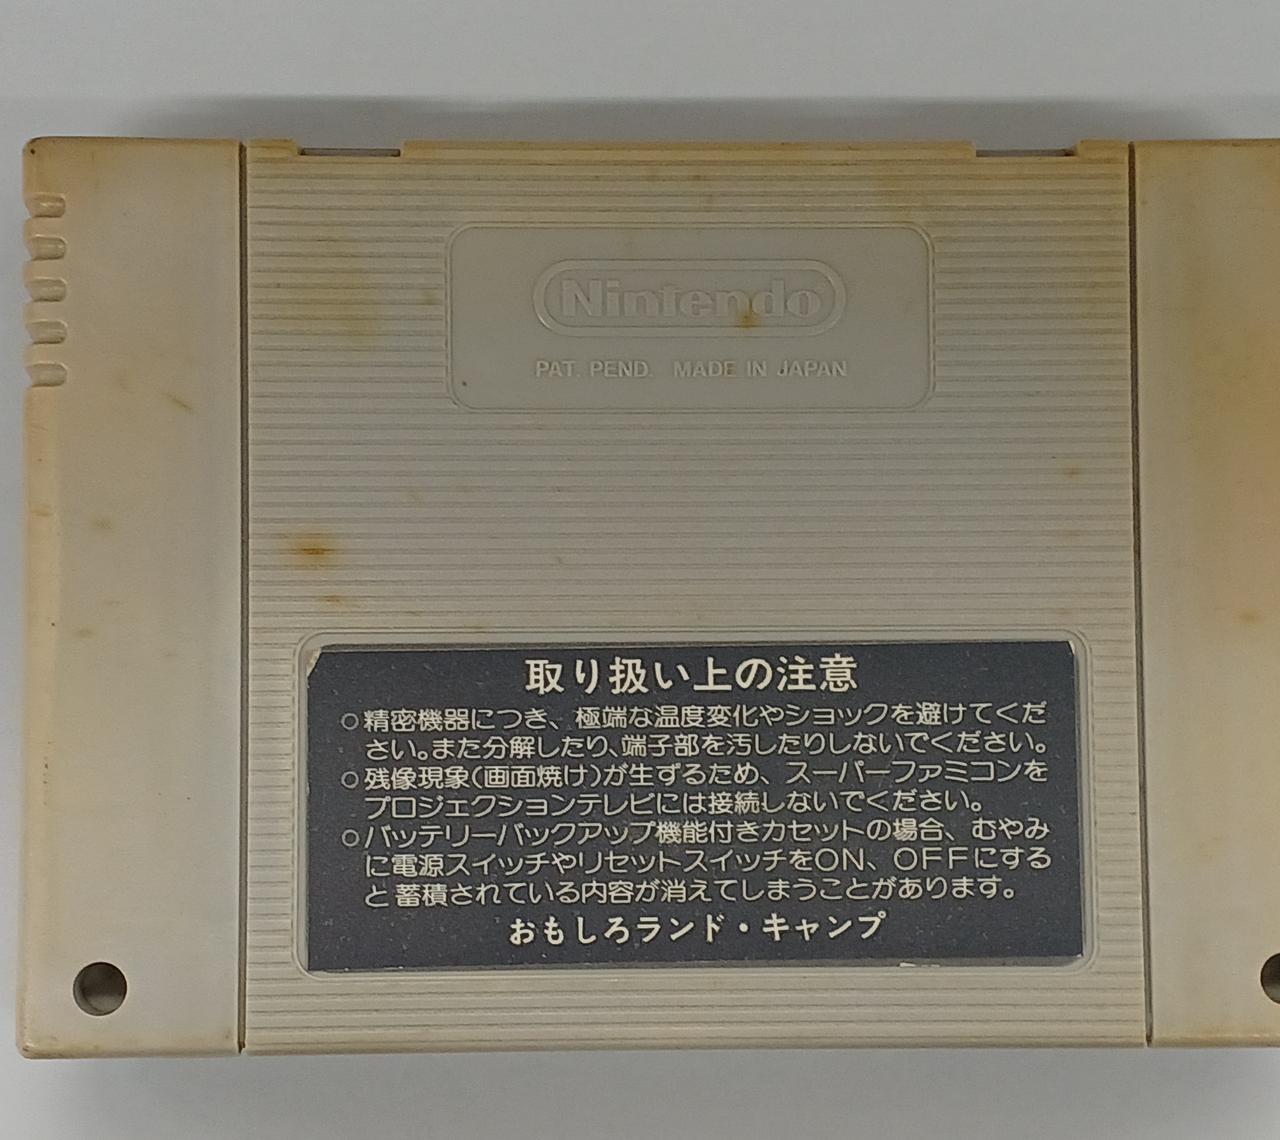 Nintendo
PAT. PEND. MADE IN JAPAN
取り扱い上の注意
○精密機器につき、極端な温度変化やショックを避けてくだ
さい。また分解したり、端子部を汚したりしないでください。
○残像現象(画面焼け)が生ずるため、スーパーファミコンを
プロジェクションテレビには接続しないでください。
○バッテリーバックアップ機能付きカセットの場合、むやみ
に電源スイッチやリセットスイッチをON、OFFにする
と蓄積されている内容が消えてしまうことがあります。
おもしろランド・キャンプ